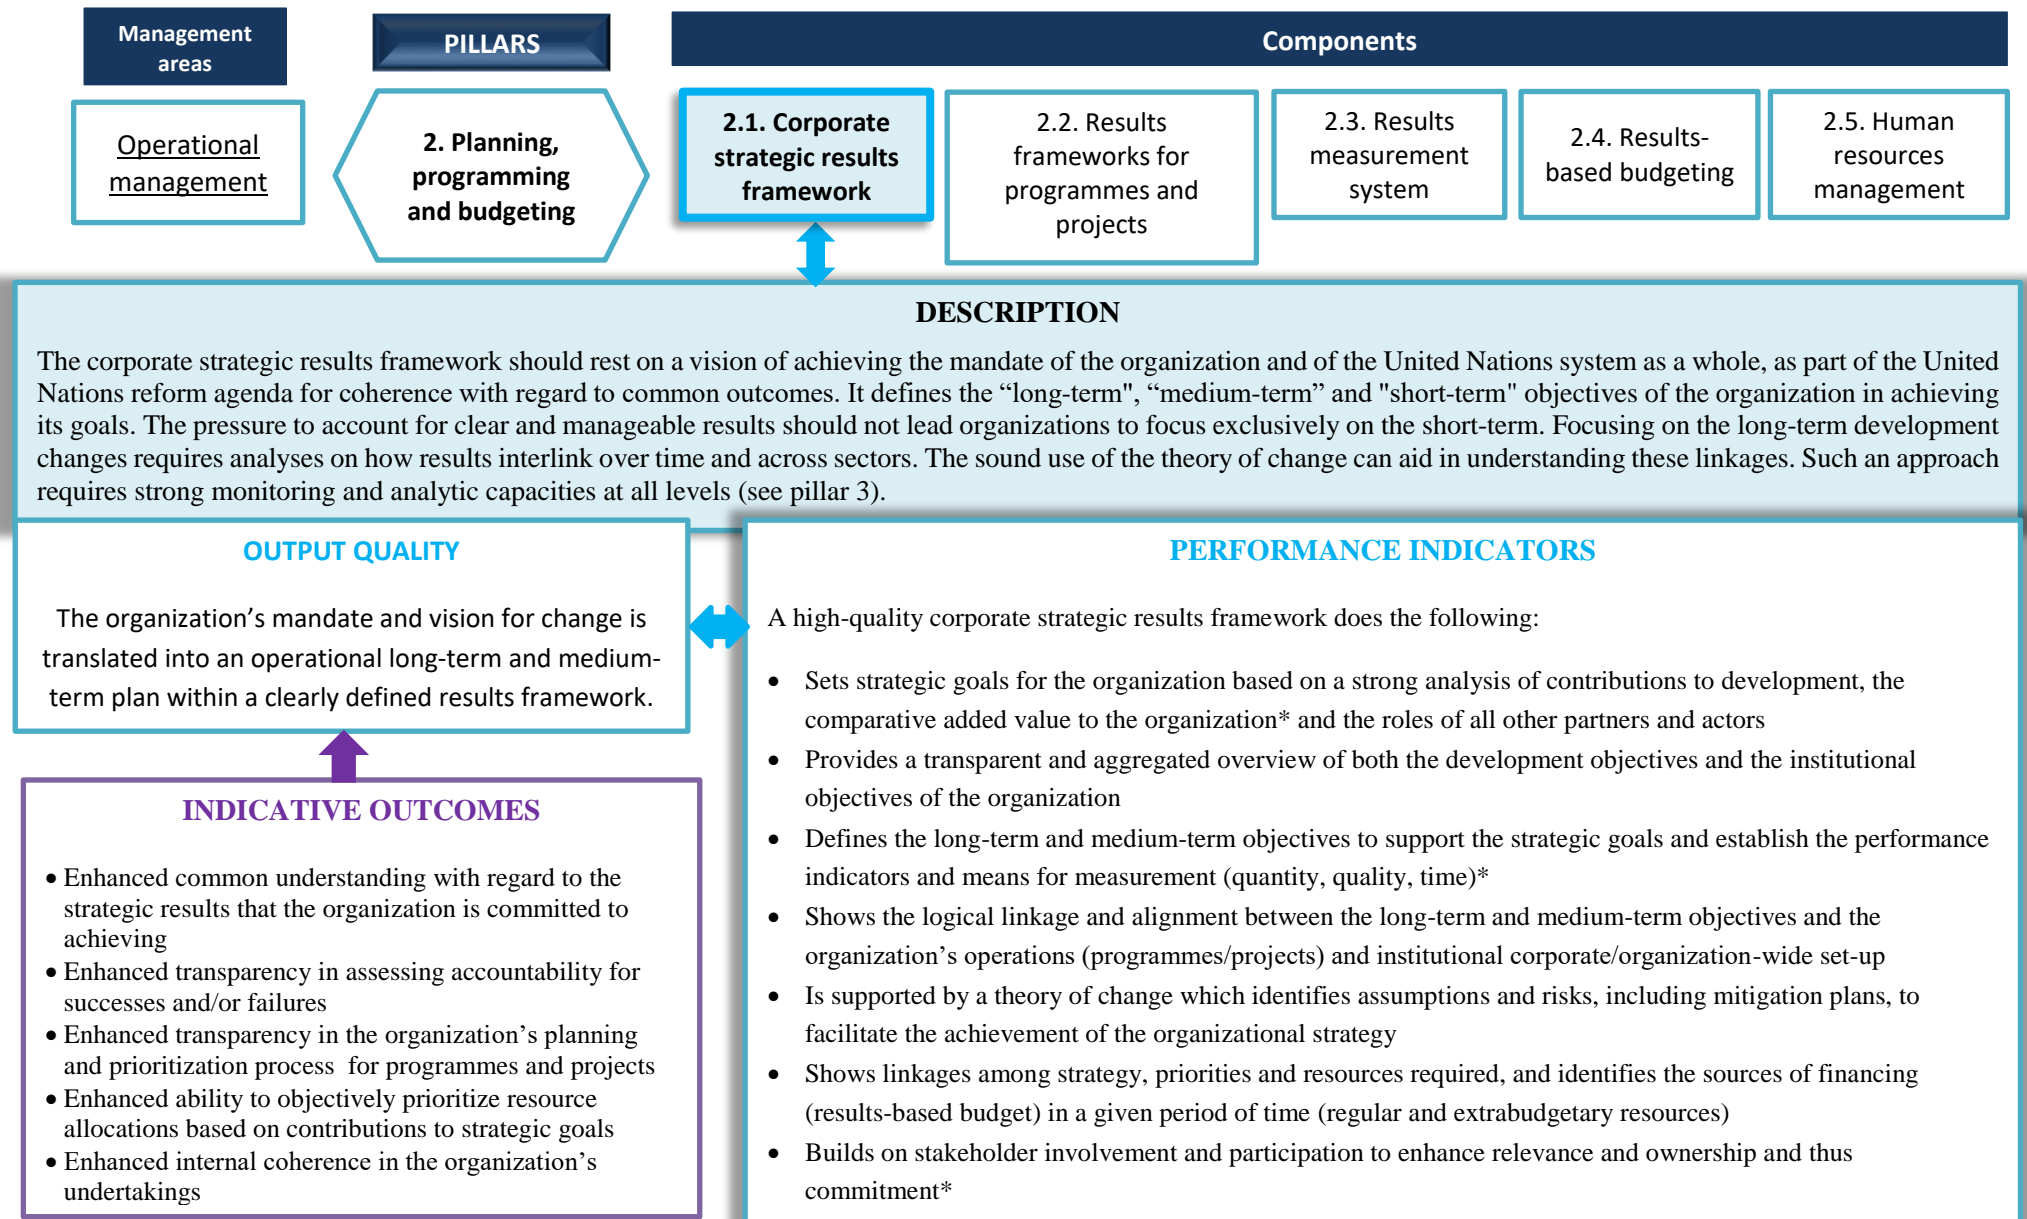 Management
areas
PILLARS
Components
Operational
management
2. Planning,
programming
and budgeting
2.1. Corporate
strategic results
framework
2.2. Results
frameworks for
programmes and
projects
2.3. Results
measurement
system
2.4. Results-
based budgeting
2.5. Human
resources
management
DESCRIPTION
The corporate strategic results framework should rest on a vision of achieving the mandate of the organization and of the United Nations system as a whole, as part of the United
Nations reform agenda for coherence with regard to common outcomes. It defines the “long-term", “medium-term” and "short-term" objectives of the organization in achieving
its goals. The pressure to account for clear and manageable results should not lead organizations to focus exclusively on the short-term. Focusing on the long-term development
changes requires analyses on how results interlink over time and across sectors. The sound use of the theory of change can aid in understanding these linkages. Such an approach
requires strong monitoring and analytic capacities at all levels (see pillar 3).
OUTPUT QUALITY
The organization’s mandate and vision for change is
translated into an operational long-term and medium-
term plan within a clearly defined results framework.
INDICATIVE OUTCOMES
• Enhanced common understanding with regard to the
strategic results that the organization is committed to
achieving
• Enhanced transparency in assessing accountability for
successes and/or failures
• Enhanced transparency in the organization’s planning
and prioritization process  for programmes and projects
• Enhanced ability to objectively prioritize resource
allocations based on contributions to strategic goals
• Enhanced internal coherence in the organization’s
undertakings
PERFORMANCE INDICATORS
A high-quality corporate strategic results framework does the following:
• Sets strategic goals for the organization based on a strong analysis of contributions to development, the
comparative added value to the organization* and the roles of all other partners and actors
• Provides a transparent and aggregated overview of both the development objectives and the institutional
objectives of the organization
• Defines the long-term and medium-term objectives to support the strategic goals and establish the performance
indicators and means for measurement (quantity, quality, time)*
• Shows the logical linkage and alignment between the long-term and medium-term objectives and the
organization’s operations (programmes/projects) and institutional corporate/organization-wide set-up
• Is supported by a theory of change which identifies assumptions and risks, including mitigation plans, to
facilitate the achievement of the organizational strategy
• Shows linkages among strategy, priorities and resources required, and identifies the sources of financing
(results-based budget) in a given period of time (regular and extrabudgetary resources)
• Builds on stakeholder involvement and participation to enhance relevance and ownership and thus
commitment*